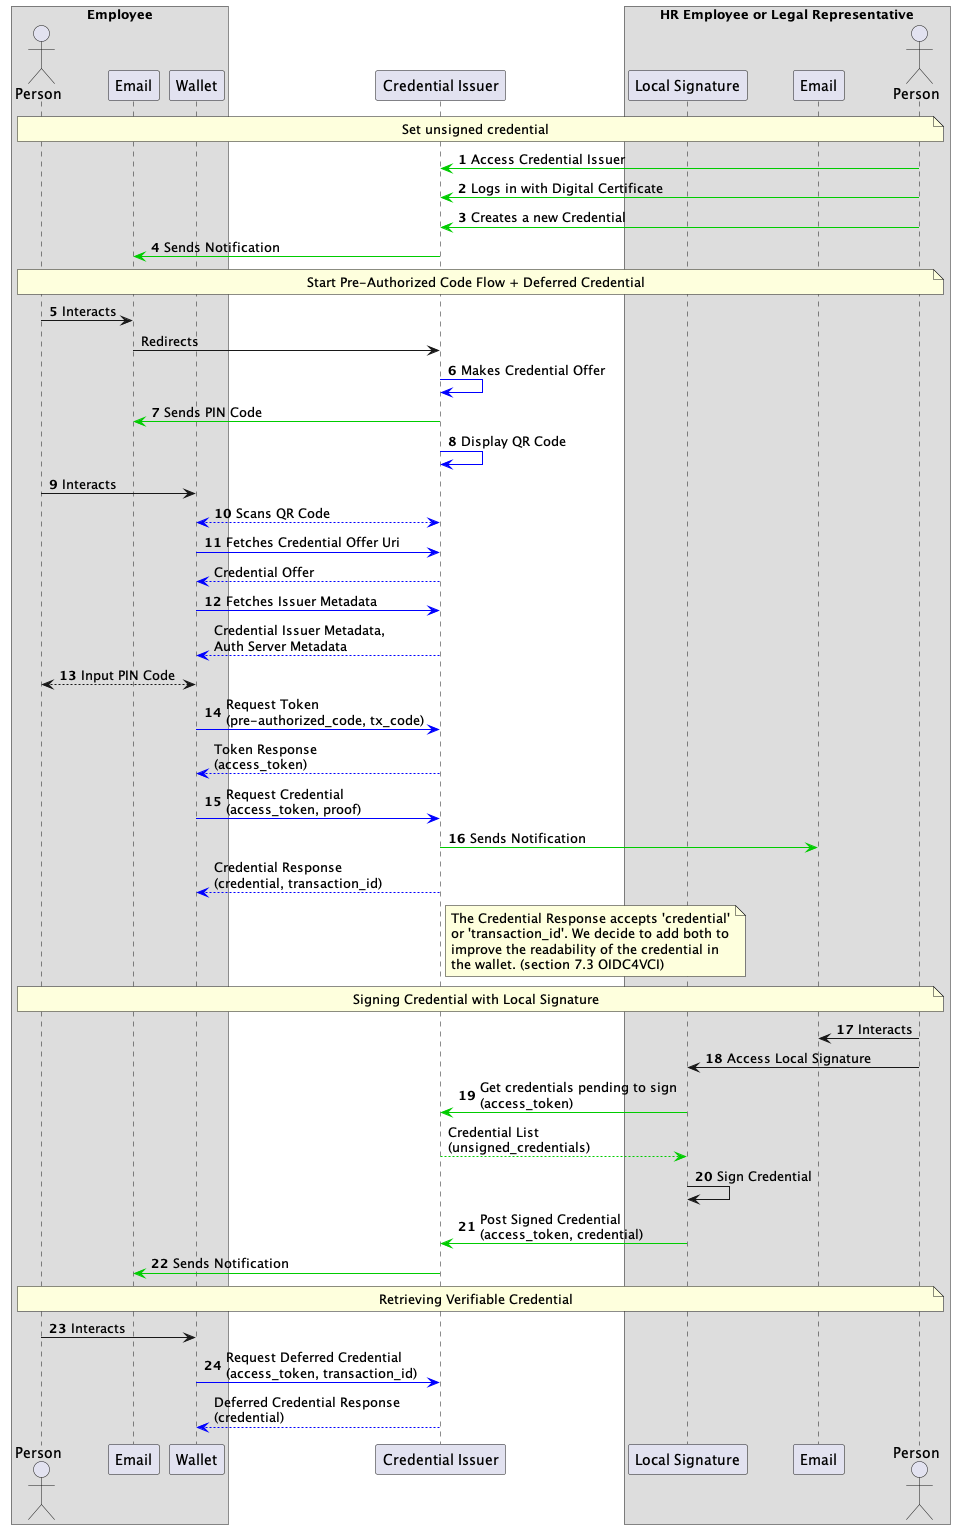 Employee
HR Employee or Legal Representative
Person
Email
Wallet
Credential Issuer
Local Signature
Email
Person
Set unsigned credential
1 Access Credential Issuer
2 Logs in with Digital Certificate
3 Creates a new Credential
4 Sends Notification
Start Pre-Authorized Code Flow + Deferred Credential
5 Interacts
Redirects
6 Makes Credential Offer
7 Sends PIN Code
8 Display QR Code
9 Interacts
10 Scans QR Code
11 Fetches Credential Offer Uri
Credential Offer
12 Fetches Issuer Metadata
Credential Issuer Metadata,
Auth Server Metadata
13 Input PIN Code
14 Request Token
(pre-authorized_code, tx_code)
Token Response
(access_token)
15 Request Credential
(access_token, proof)
16 Sends Notification
Credential Response
(credential, transaction_id)
The Credential Response accepts 'credential'
or 'transaction_id'. We decide to add both to
improve the readability of the credential in
the wallet. (section 7.3 OIDC4VCI)
Signing Credential with Local Signature
17 Interacts
18 Access Local Signature
19 Get credentials pending to sign
(access_token)
Credential List
(unsigned_credentials)
20 Sign Credential
21 Post Signed Credential
(access_token, credential)
22 Sends Notification
Retrieving Verifiable Credential
23 Interacts
24 Request Deferred Credential
(access_token, transaction_id)
Deferred Credential Response
(credential)
Person
Email
Wallet
Credential Issuer
Local Signature
Email
Person